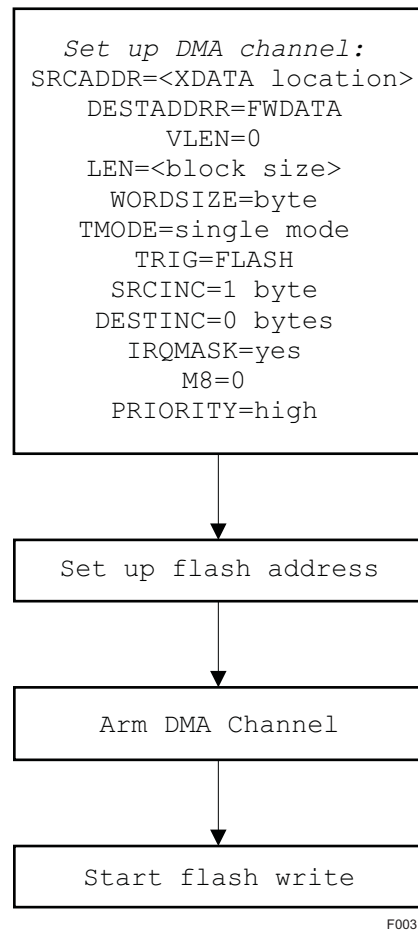 Set up DMA channel:
SRCADDR=<XDATA location>
DESTADDRR=FWDATA
VLEN=0
LEN=<block size>
WORDSIZE=byte
TMODE=single mode
TRIG=FLASH
SRCINC=1 byte
DESTINC=0 bytes
IRQMASK=yes
M8=0
PRIORITY=high
Set up flash address
Arm DMA Channel
Start flash write
F003